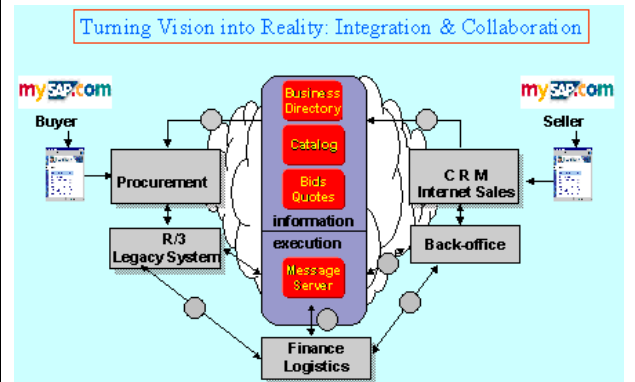 Turning Vision into Reality: Integration & Collaboration
mySAP.com
mySAP.com
Buyer
Seller
Business
Directory
Catalog
Bids
Quotes
information
execution
Message
Server
Procurement
R/3
Legacy System
C R M
Internet Sales
Back-office
Finance
Logistics